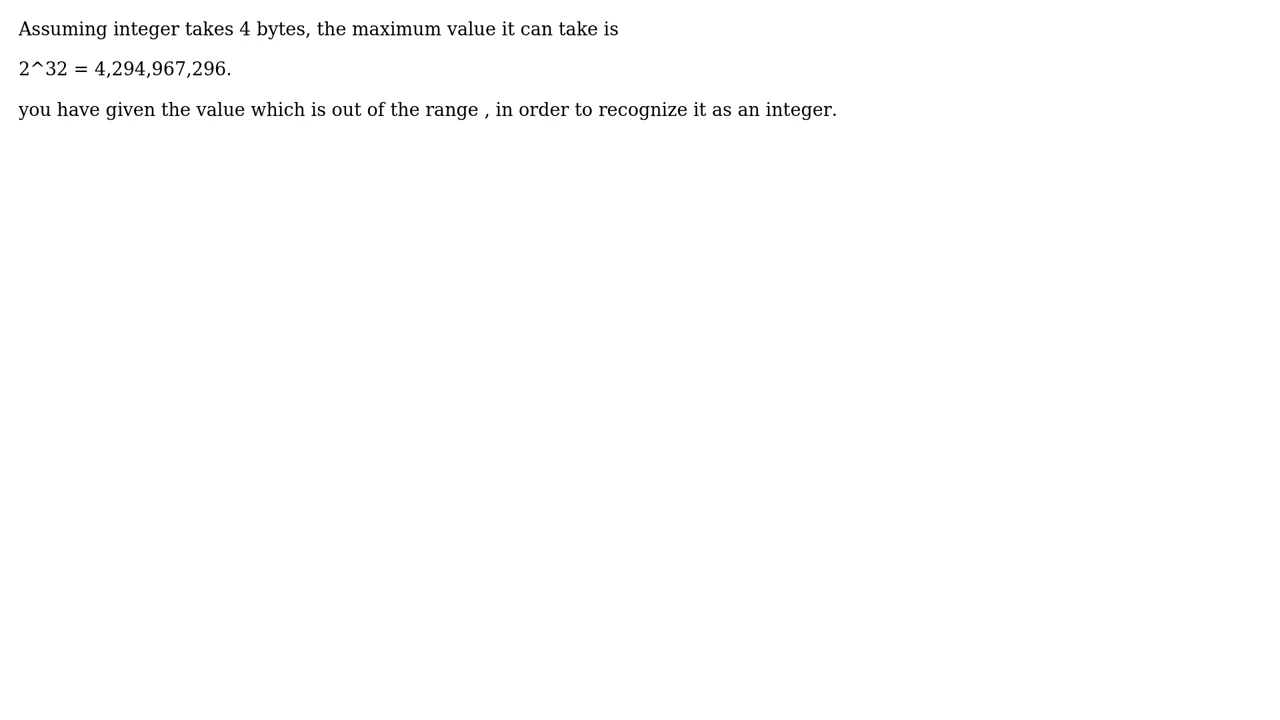 Assuming integer takes 4 bytes, the maximum value it can take is
2^32 = 4,294,967,296.
you have given the value which is out of the range , in order to recognize it as an integer.